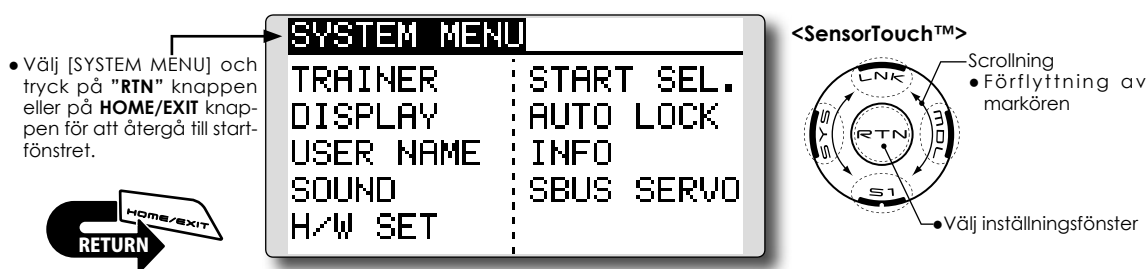 ● Välj [SYSTEM MENU] och
tryck på "RTN" knappen
eller på HOME/EXIT knap-
pen för att återgå till start-
fönstret.
HOME/EXIT
RETURN
SYSTEM MENU
TRAINER
DISPLAY
USER NAME
SOUND
H/W SET
START SEL.
AUTO LOCK
INFO
SBUS SERVO
<SensorTouch™>
Scrollning
● Förflyttning av
markören
LNK
SYS
RTN
MDL
S1
●Välj inställningsfönster